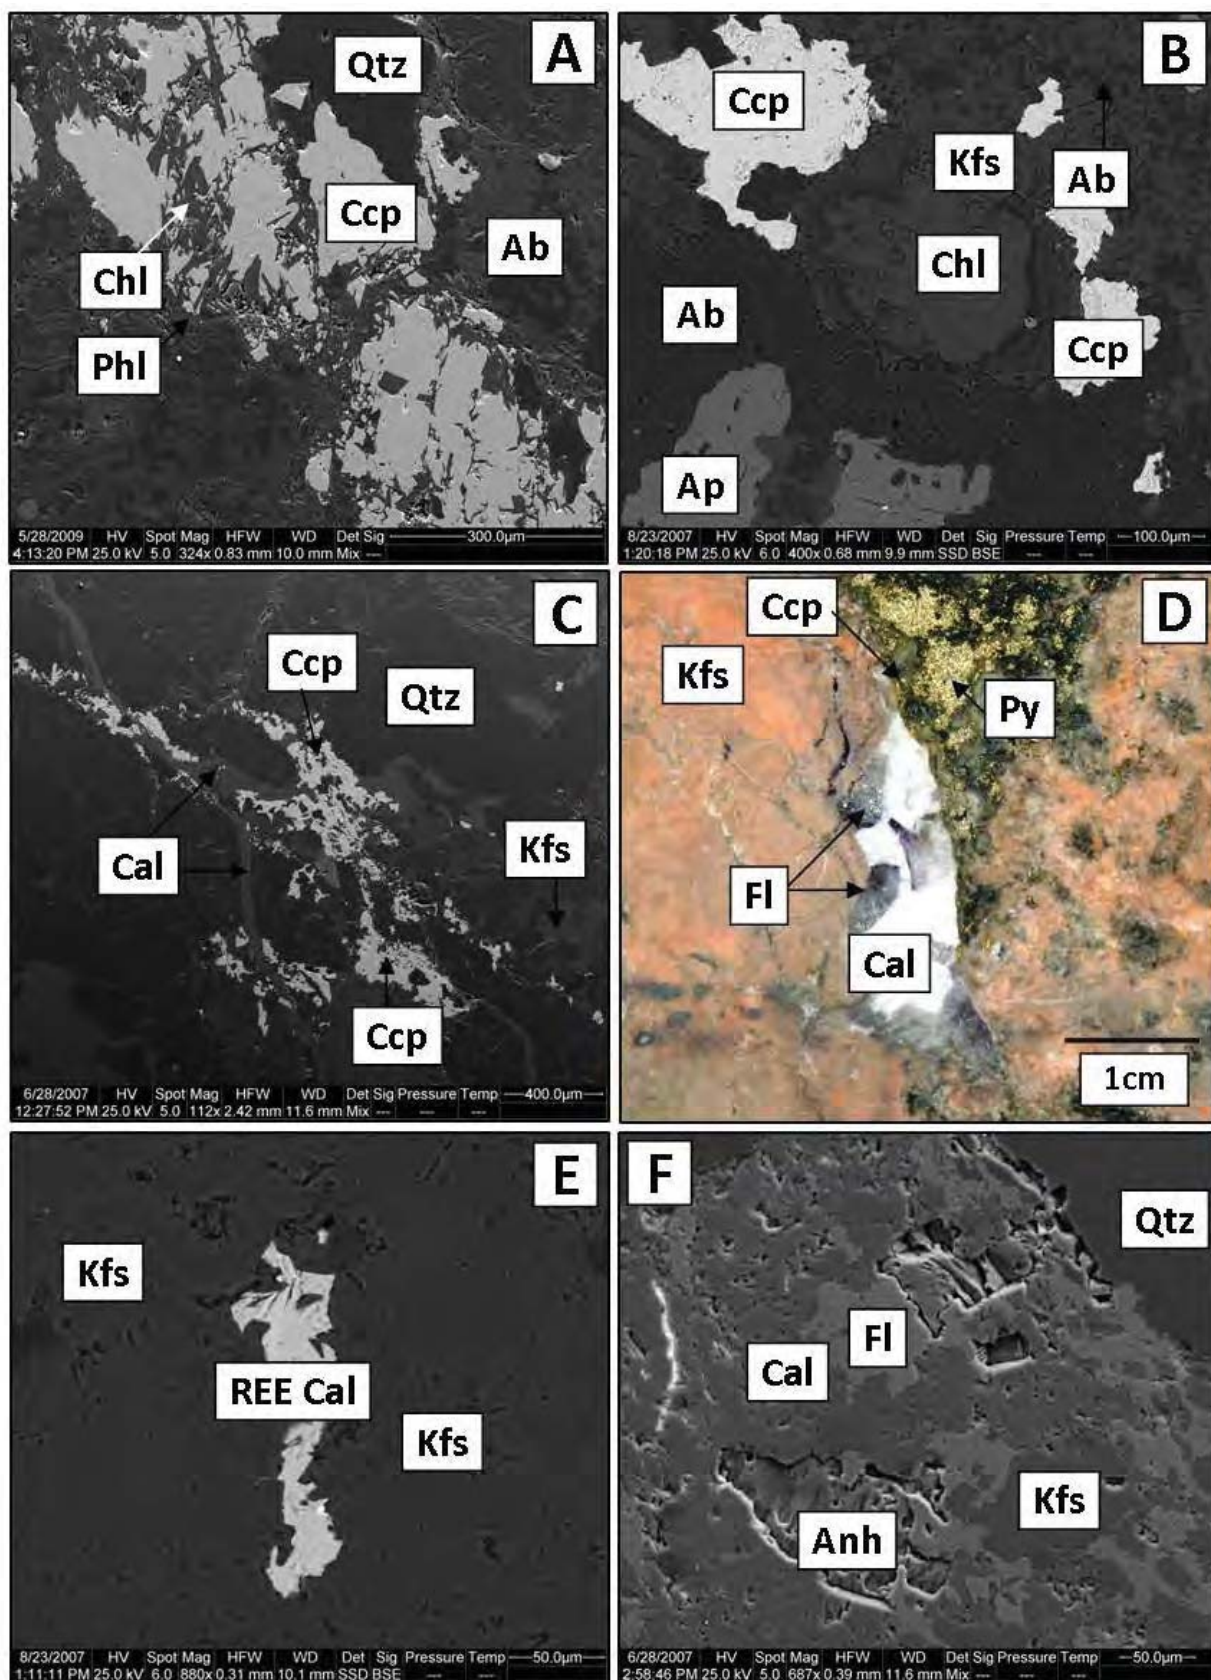 A
Qtz
Ccp
Ab
Chl
Phl
5/28/2009 HV Spot Mag HFW WD Det Sig 300.0µm
4:13:20 PM 25.0 kV 5.0 324x 0.83 mm 10.0 mm Mix ---
B
Ccp
Kfs
Ab
Chl
Ab
Ccp
Ap
8/23/2007 HV Spot Mag HFW WD Det Sig Pressure Temp 100.0µm
1:20:18 PM 25.0 kV 6.0 400x 0.68 mm 9.9 mm SSD BSE --- ---
C
Ccp
Qtz
Cal
Kfs
Ccp
6/28/2007 HV Spot Mag HFW WD Det Sig Pressure Temp 400.0µm
12:27:52 PM 25.0 kV 5.0 112x 2.42 mm 11.6 mm Mix --- --- ---
D
Ccp
Kfs
Py
Fl
Cal
1cm
E
Kfs
REE Cal
Kfs
8/23/2007 HV Spot Mag HFW WD Det Sig Pressure Temp 50.0µm
1:11:11 PM 25.0 kV 6.0 880x 0.31 mm 10.1 mm SSD BSE --- ---
F
Qtz
Fl
Cal
Kfs
Anh
6/28/2007 HV Spot Mag HFW WD Det Sig Pressure Temp 50.0µm
2:58:46 PM 25.0 kV 5.0 687x 0.39 mm 11.6 mm Mix --- --- ---